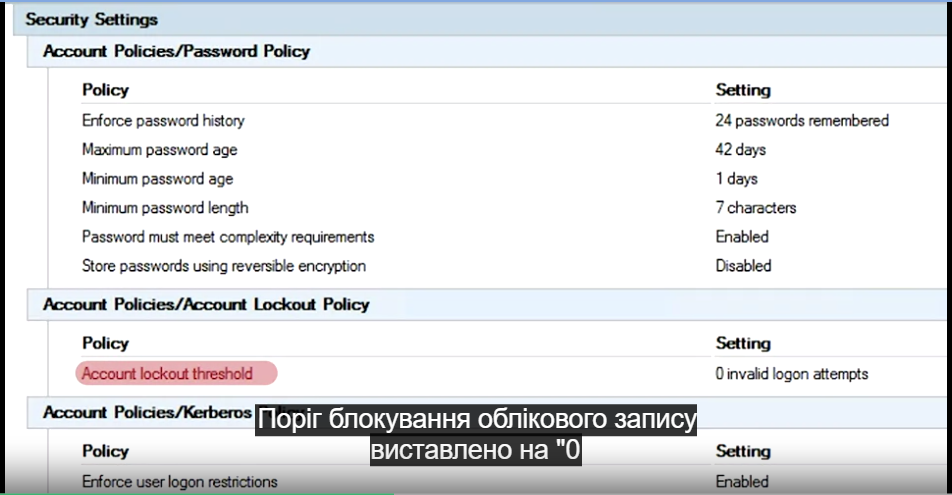 Security Settings
Account Policies/Password Policy
Policy Setting
Enforce password history 24 passwords remembered
Maximum password age 42 days
Minimum password age 1 days
Minimum password length 7 characters
Password must meet complexity requirements Enabled
Store passwords using reversible encryption Disabled
Account Policies/Account Lockout Policy
Policy Setting
Account lockout threshold 0 invalid logon attempts
Account Policies/Kerberos
Поріг блокування облікового запису
виставлено на "0
Policy Setting
Enforce user logon restrictions Enabled